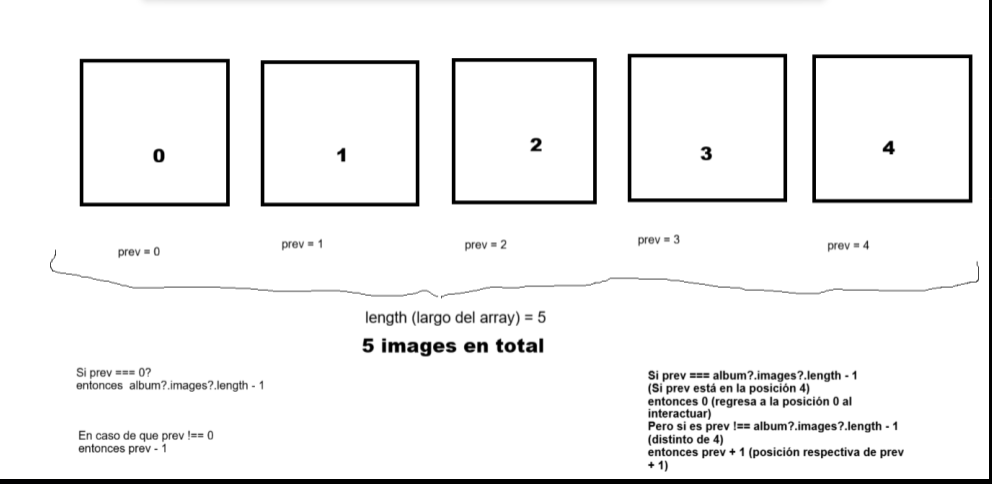 0
1
2
3
4
prev = 0
prev = 1
prev = 2
prev = 3
prev = 4
length (largo del array) = 5
5 images en total
Si prev === 0?
entonces album?.images?.length - 1
En caso de que prev !== 0
entonces prev - 1
Si prev === album?.images?.length - 1
(Si prev está en la posición 4)
entonces 0 (regresa a la posición 0 al
interactuar)
Pero si es prev !== album?.images?.length - 1
(distinto de 4)
entonces prev + 1 (posición respectiva de prev
+ 1)